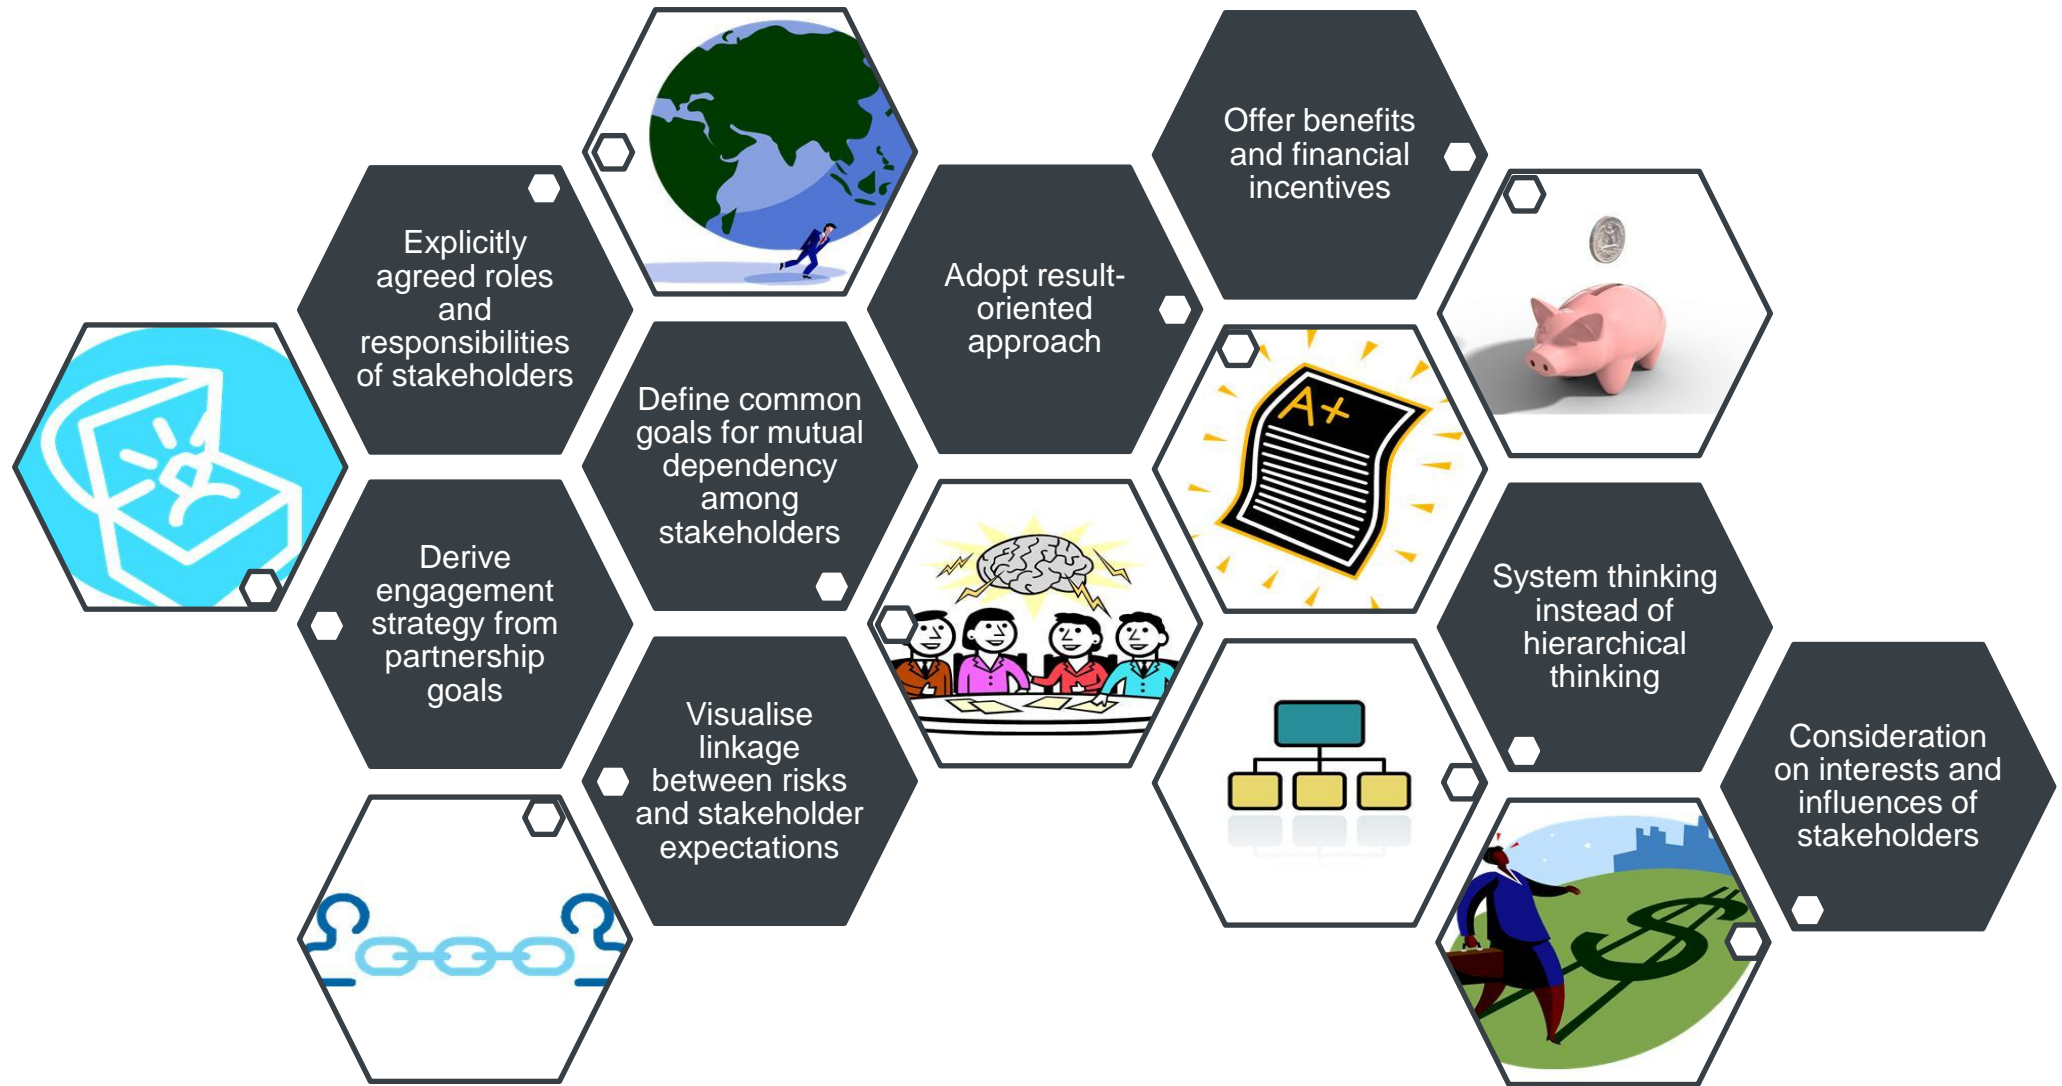 Explicitly
agreed roles
and
responsibilities
of stakeholders
Derive
engagement
strategy from
partnership
goals
Define common
goals for mutual
dependency
among
stakeholders
Visualise
linkage
between risks
and stakeholder
expectations
Adopt result-
oriented
approach
Offer benefits
and financial
incentives
A+
System thinking
instead of
hierarchical
thinking
$
Consideration
on interests and
influences of
stakeholders